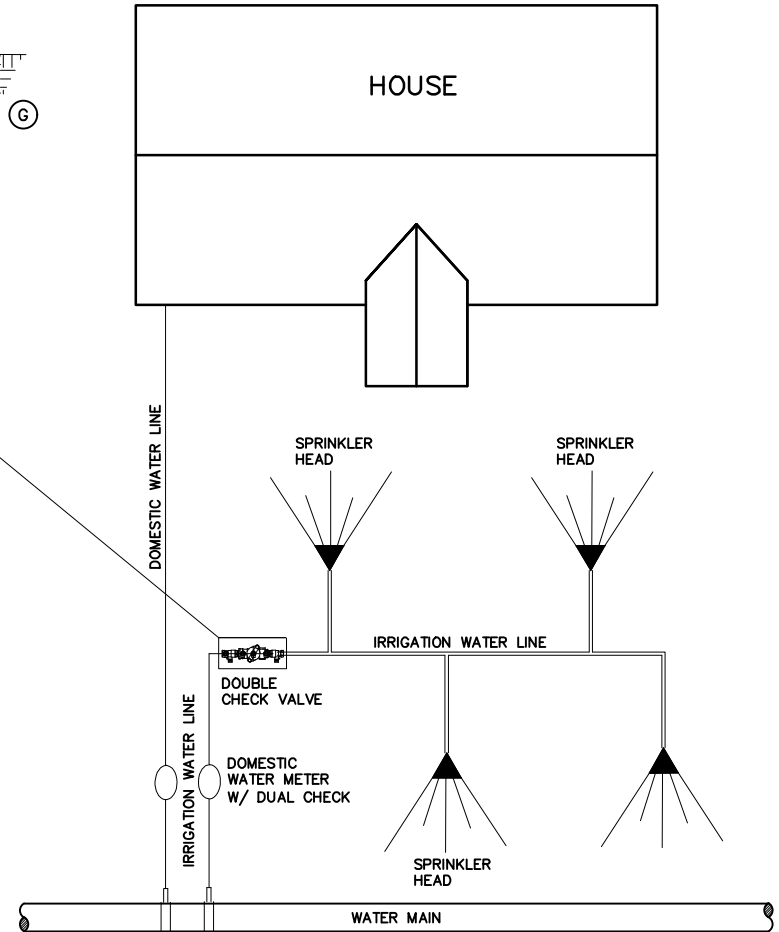 HOUSE
G
DOMESTIC WATER LINE
SPRINKLER
HEAD
SPRINKLER
HEAD
IRRIGATION WATER LINE
DOUBLE
CHECK VALVE
IRRIGATION WATER LINE
DOMESTIC
WATER METER
W/ DUAL CHECK
SPRINKLER
HEAD
WATER MAIN